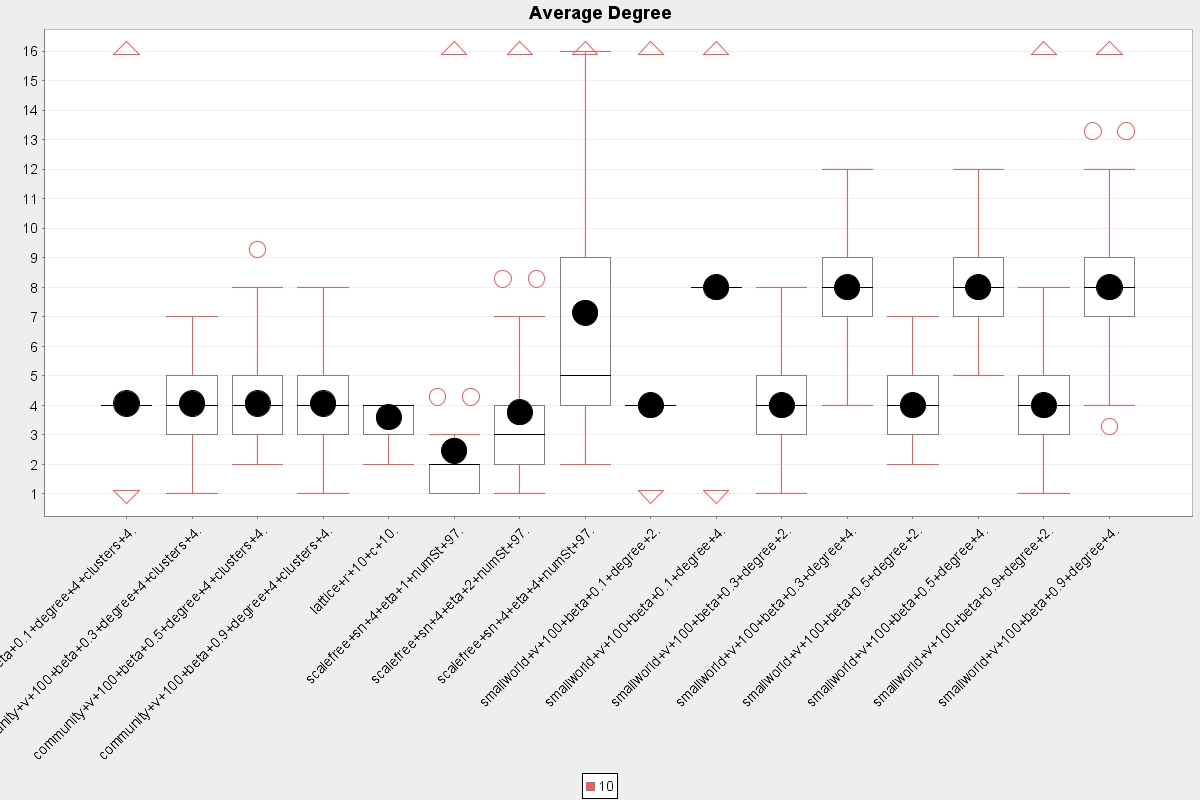 Average Degree
16
15
14
13
12
11
10
9
8
7
6
5
4
3
2
1
eta+0.1+degree+4+clusters+4.
unity+v+100+beta+0.3+degree+4+clusters+4.
community+v+100+beta+0.5+degree+4+clusters+4.
community+v+100+beta+0.9+degree+4+clusters+4.
lattice+r+10+c+10.
scalefree+sn+4+eta+1+numSt+97.
scalefree+sn+4+eta+2+numSt+97.
scalefree+sn+4+eta+4+numSt+97.
smallworld+v+100+beta+0.1+degree+2.
smallworld+v+100+beta+0.1+degree+4.
smallworld+v+100+beta+0.3+degree+2.
smallworld+v+100+beta+0.3+degree+4.
smallworld+v+100+beta+0.5+degree+2.
smallworld+v+100+beta+0.5+degree+4.
smallworld+v+100+beta+0.9+degree+2.
smallworld+v+100+beta+0.9+degree+4.
10